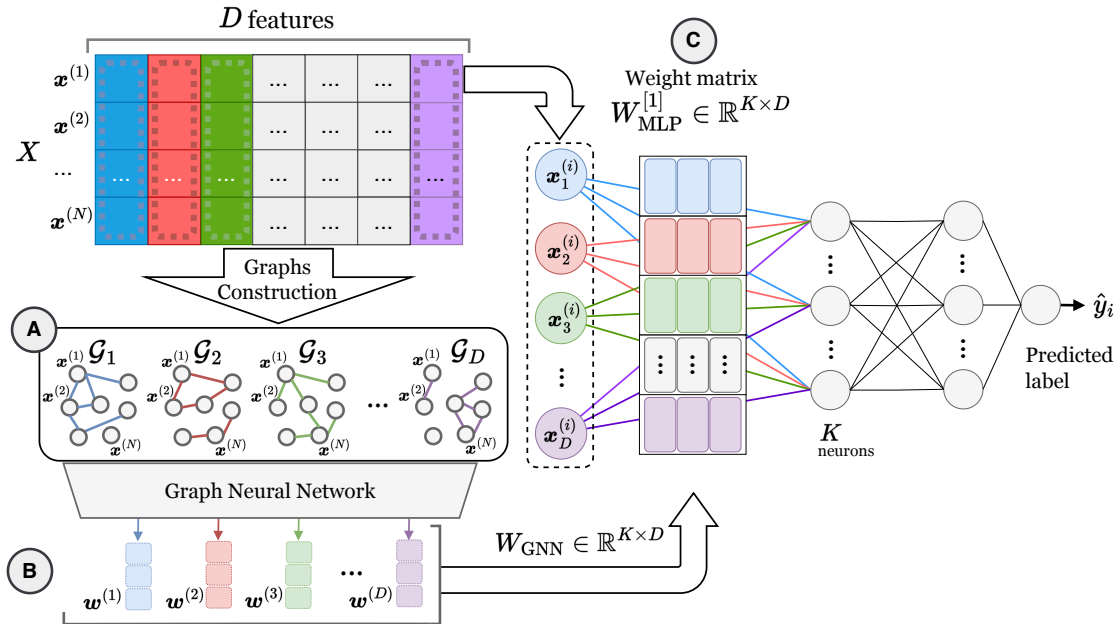 D features
C
x^(1) ... ... ...
Weight matrix
W_MLP^[1] ∈ ℝ^{K×D}
x^(2) ... ... ...
X
... ... ... ... ... ... ... ...
x^(N) ... ... ...
x_1^(i)
x_2^(i)
x_3^(i)
⋮
x_D^(i)
Graphs
Construction
A
x^(1) G_1 x^(1) G_2 x^(1) G_3 x^(1) G_D
x^(2) x^(2) x^(2) ... x^(2)
x^(N) x^(N) x^(N) x^(N)
⋮ ⋮ ⋮
⋮ ⋮
⋮ ⋮
ŷ_i
Predicted
label
K
neurons
Graph Neural Network
B
w^(1) w^(2) w^(3) ... w^(D)
W_GNN ∈ ℝ^{K×D}